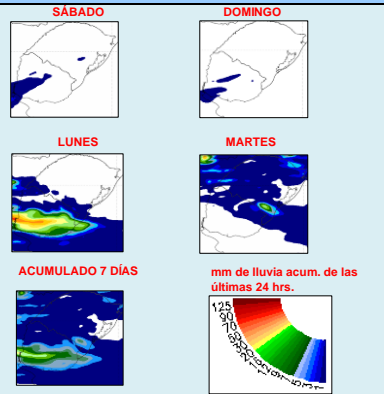 SÁBADO
DOMINGO
LUNES
MARTES
ACUMULADO 7 DÍAS
mm de lluvia acum. de las
últimas 24 hrs.
125
90
70